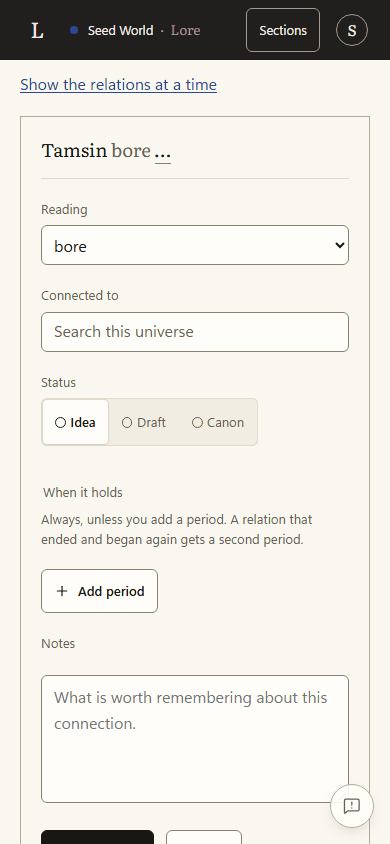 L
Seed World · Lore
Sections
S
Show the relations at a time
Tamsin bore ...
Reading
bore
Connected to
Search this universe
Status
Idea
Draft
Canon
When it holds
Always, unless you add a period. A relation that
ended and began again gets a second period.
+ Add period
Notes
What is worth remembering about this
connection.